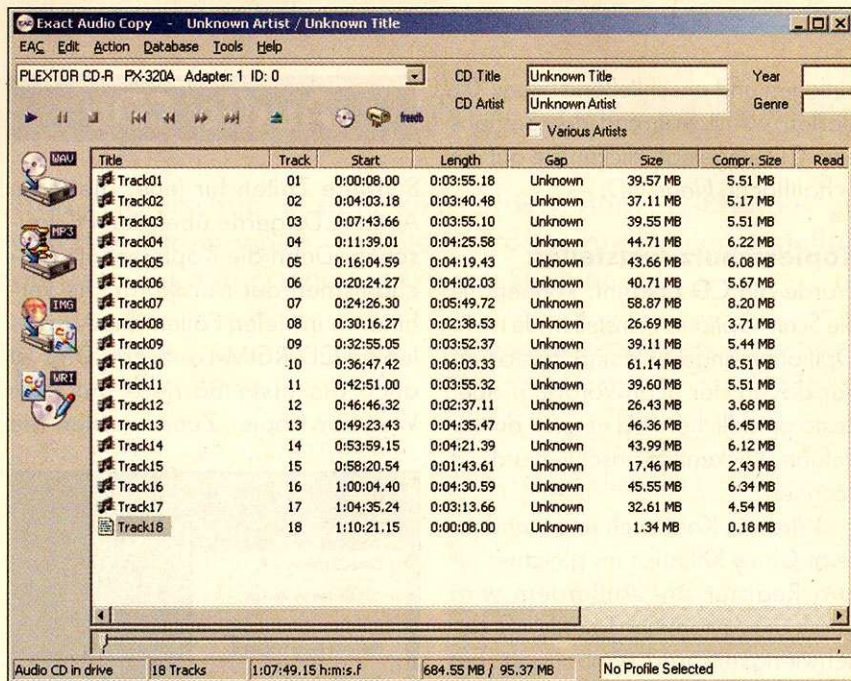 Exact Audio Copy - Unknown Artist / Unknown Title
EAC Edit Action Database Tools Help
PLEXTOR CD-R PX-320A Adapter: 1 ID: 0
CD Title Unknown Title Year
CD Artist Unknown Artist Genre
Various Artists
freedb
WAV
MP3
IMG
WRI
Title Track Start Length Gap Size Compr. Size Read
Track01 01 0:00:08.00 0:03:55.18 Unknown 39.57 MB 5.51 MB
Track02 02 0:04:03.18 0:03:40.48 Unknown 37.11 MB 5.17 MB
Track03 03 0:07:43.66 0:03:55.10 Unknown 39.55 MB 5.51 MB
Track04 04 0:11:39.01 0:04:25.58 Unknown 44.71 MB 6.22 MB
Track05 05 0:16:04.59 0:04:19.43 Unknown 43.66 MB 6.08 MB
Track06 06 0:20:24.27 0:04:02.03 Unknown 40.71 MB 5.67 MB
Track07 07 0:24:26.30 0:05:49.72 Unknown 58.87 MB 8.20 MB
Track08 08 0:30:16.27 0:02:38.53 Unknown 26.69 MB 3.71 MB
Track09 09 0:32:55.05 0:03:52.37 Unknown 39.11 MB 5.44 MB
Track10 10 0:36:47.42 0:06:03.33 Unknown 61.14 MB 8.51 MB
Track11 11 0:42:51.00 0:03:55.32 Unknown 39.60 MB 5.51 MB
Track12 12 0:46:46.32 0:02:37.11 Unknown 26.43 MB 3.68 MB
Track13 13 0:49:23.43 0:04:35.47 Unknown 46.36 MB 6.45 MB
Track14 14 0:53:59.15 0:04:21.39 Unknown 43.99 MB 6.12 MB
Track15 15 0:58:20.54 0:01:43.61 Unknown 17.46 MB 2.43 MB
Track16 16 1:00:04.40 0:04:30.59 Unknown 45.55 MB 6.34 MB
Track17 17 1:04:35.24 0:03:13.66 Unknown 32.61 MB 4.54 MB
Track18 18 1:10:21.15 0:00:08.00 Unknown 1.34 MB 0.18 MB
Audio CD in drive 18 Tracks 1:07:49.15 h:m:s.f 684.55 MB / 95.37 MB No Profile Selected